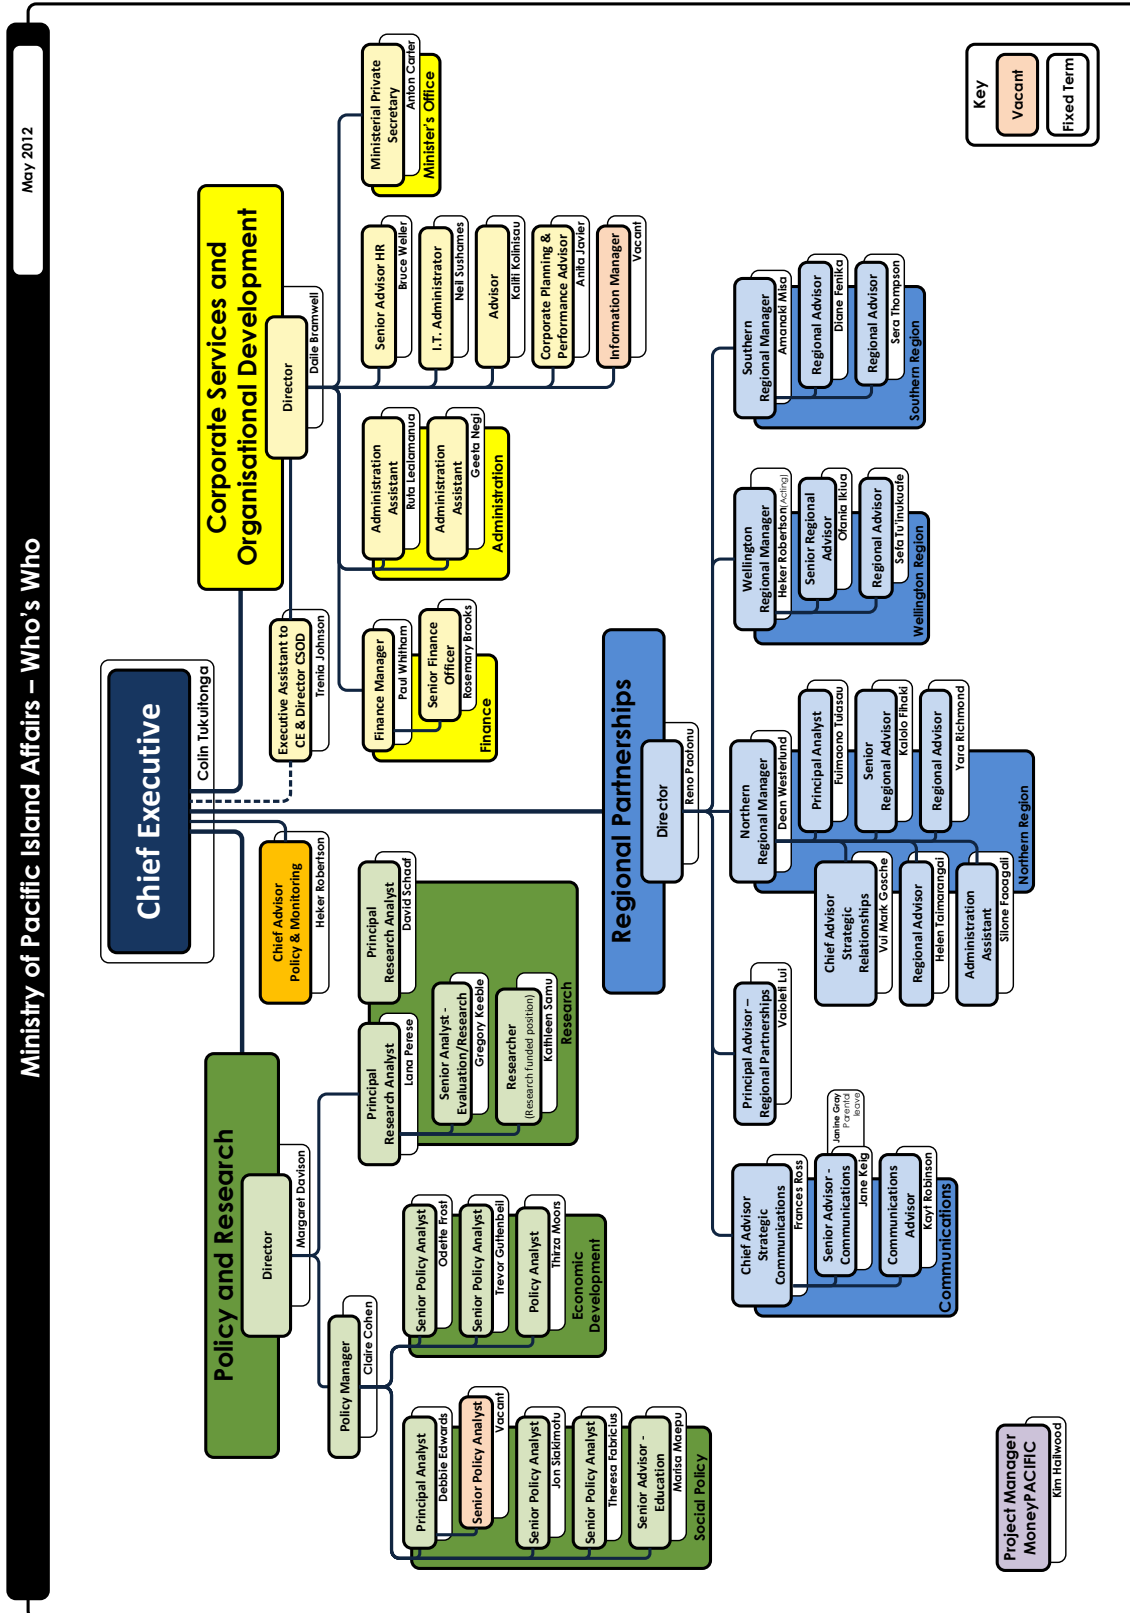 Ministry of Pacific Island Affairs – Who's Who
May 2012
Chief Executive
Colin Tukuitonga
Chief Advisor
Policy & Monitoring
Heker Robertson
Executive Assistant to
CE & Director CSOD
Trenia Johnson
Policy and Research
Director
Margaret Davison
Policy Manager
Claire Cohen
Principal Analyst
Debbie Edwards
Senior Policy Analyst
Vacant
Senior Policy Analyst
Jon Siakimotu
Senior Policy Analyst
Theresa Fabricius
Senior Advisor -
Education
Marisa Maepu
Social Policy
Senior Policy Analyst
Odette Frost
Senior Policy Analyst
Trevor Guttenbeil
Policy Analyst
Thirza Moors
Economic
Development
Principal
Research Analyst
Lana Perese
Principal
Research Analyst
David Schaaf
Senior Analyst -
Evaluation/Research
Gregory Keeble
Researcher
(Research funded position)
Kathleen Samu
Research
Corporate Services and
Organisational Development
Director
Daile Bramwell
Finance Manager
Paul Whitham
Senior Finance
Officer
Rosemary Brooks
Finance
Administration
Assistant
Ruta Lealamanua
Administration
Assistant
Geeta Negi
Administration
Senior Advisor HR
Bruce Weller
I.T. Administrator
Neil Sushames
Advisor
Kaliti Kolinisau
Corporate Planning &
Performance Advisor
Anita Javier
Information Manager
Vacant
Ministerial Private
Secretary
Anton Carter
Minister's Office
Regional Partnerships
Director
Reno Paotonu
Chief Advisor
Strategic
Communications
Frances Ross
Senior Advisor -
Communications
Jane Keig
Janine Gray
Parental
leave
Communications
Advisor
Kayt Robinson
Communications
Principal Advisor –
Regional Partnerships
Vaioleti Lui
Northern
Regional Manager
Dean Westerlund
Chief Advisor
Strategic
Relationships
Vui Mark Gosche
Regional Advisor
Helen Taimarangai
Administration
Assistant
Silone Faoagali
Principal Analyst
Fuimaono Tuiasau
Senior
Regional Advisor
Kalolo Fihaki
Regional Advisor
Yara Richmond
Northern Region
Wellington
Regional Manager
Heker Robertson(Acting)
Senior Regional
Advisor
Ofania Ikiua
Regional Advisor
Sefa Tu'inukuafe
Wellington Region
Southern
Regional Manager
Amanaki Misa
Regional Advisor
Diane Fenika
Regional Advisor
Sera Thompson
Southern Region
Project Manager
MoneyPACIFIC
Kim Hailwood
Key
Vacant
Fixed Term